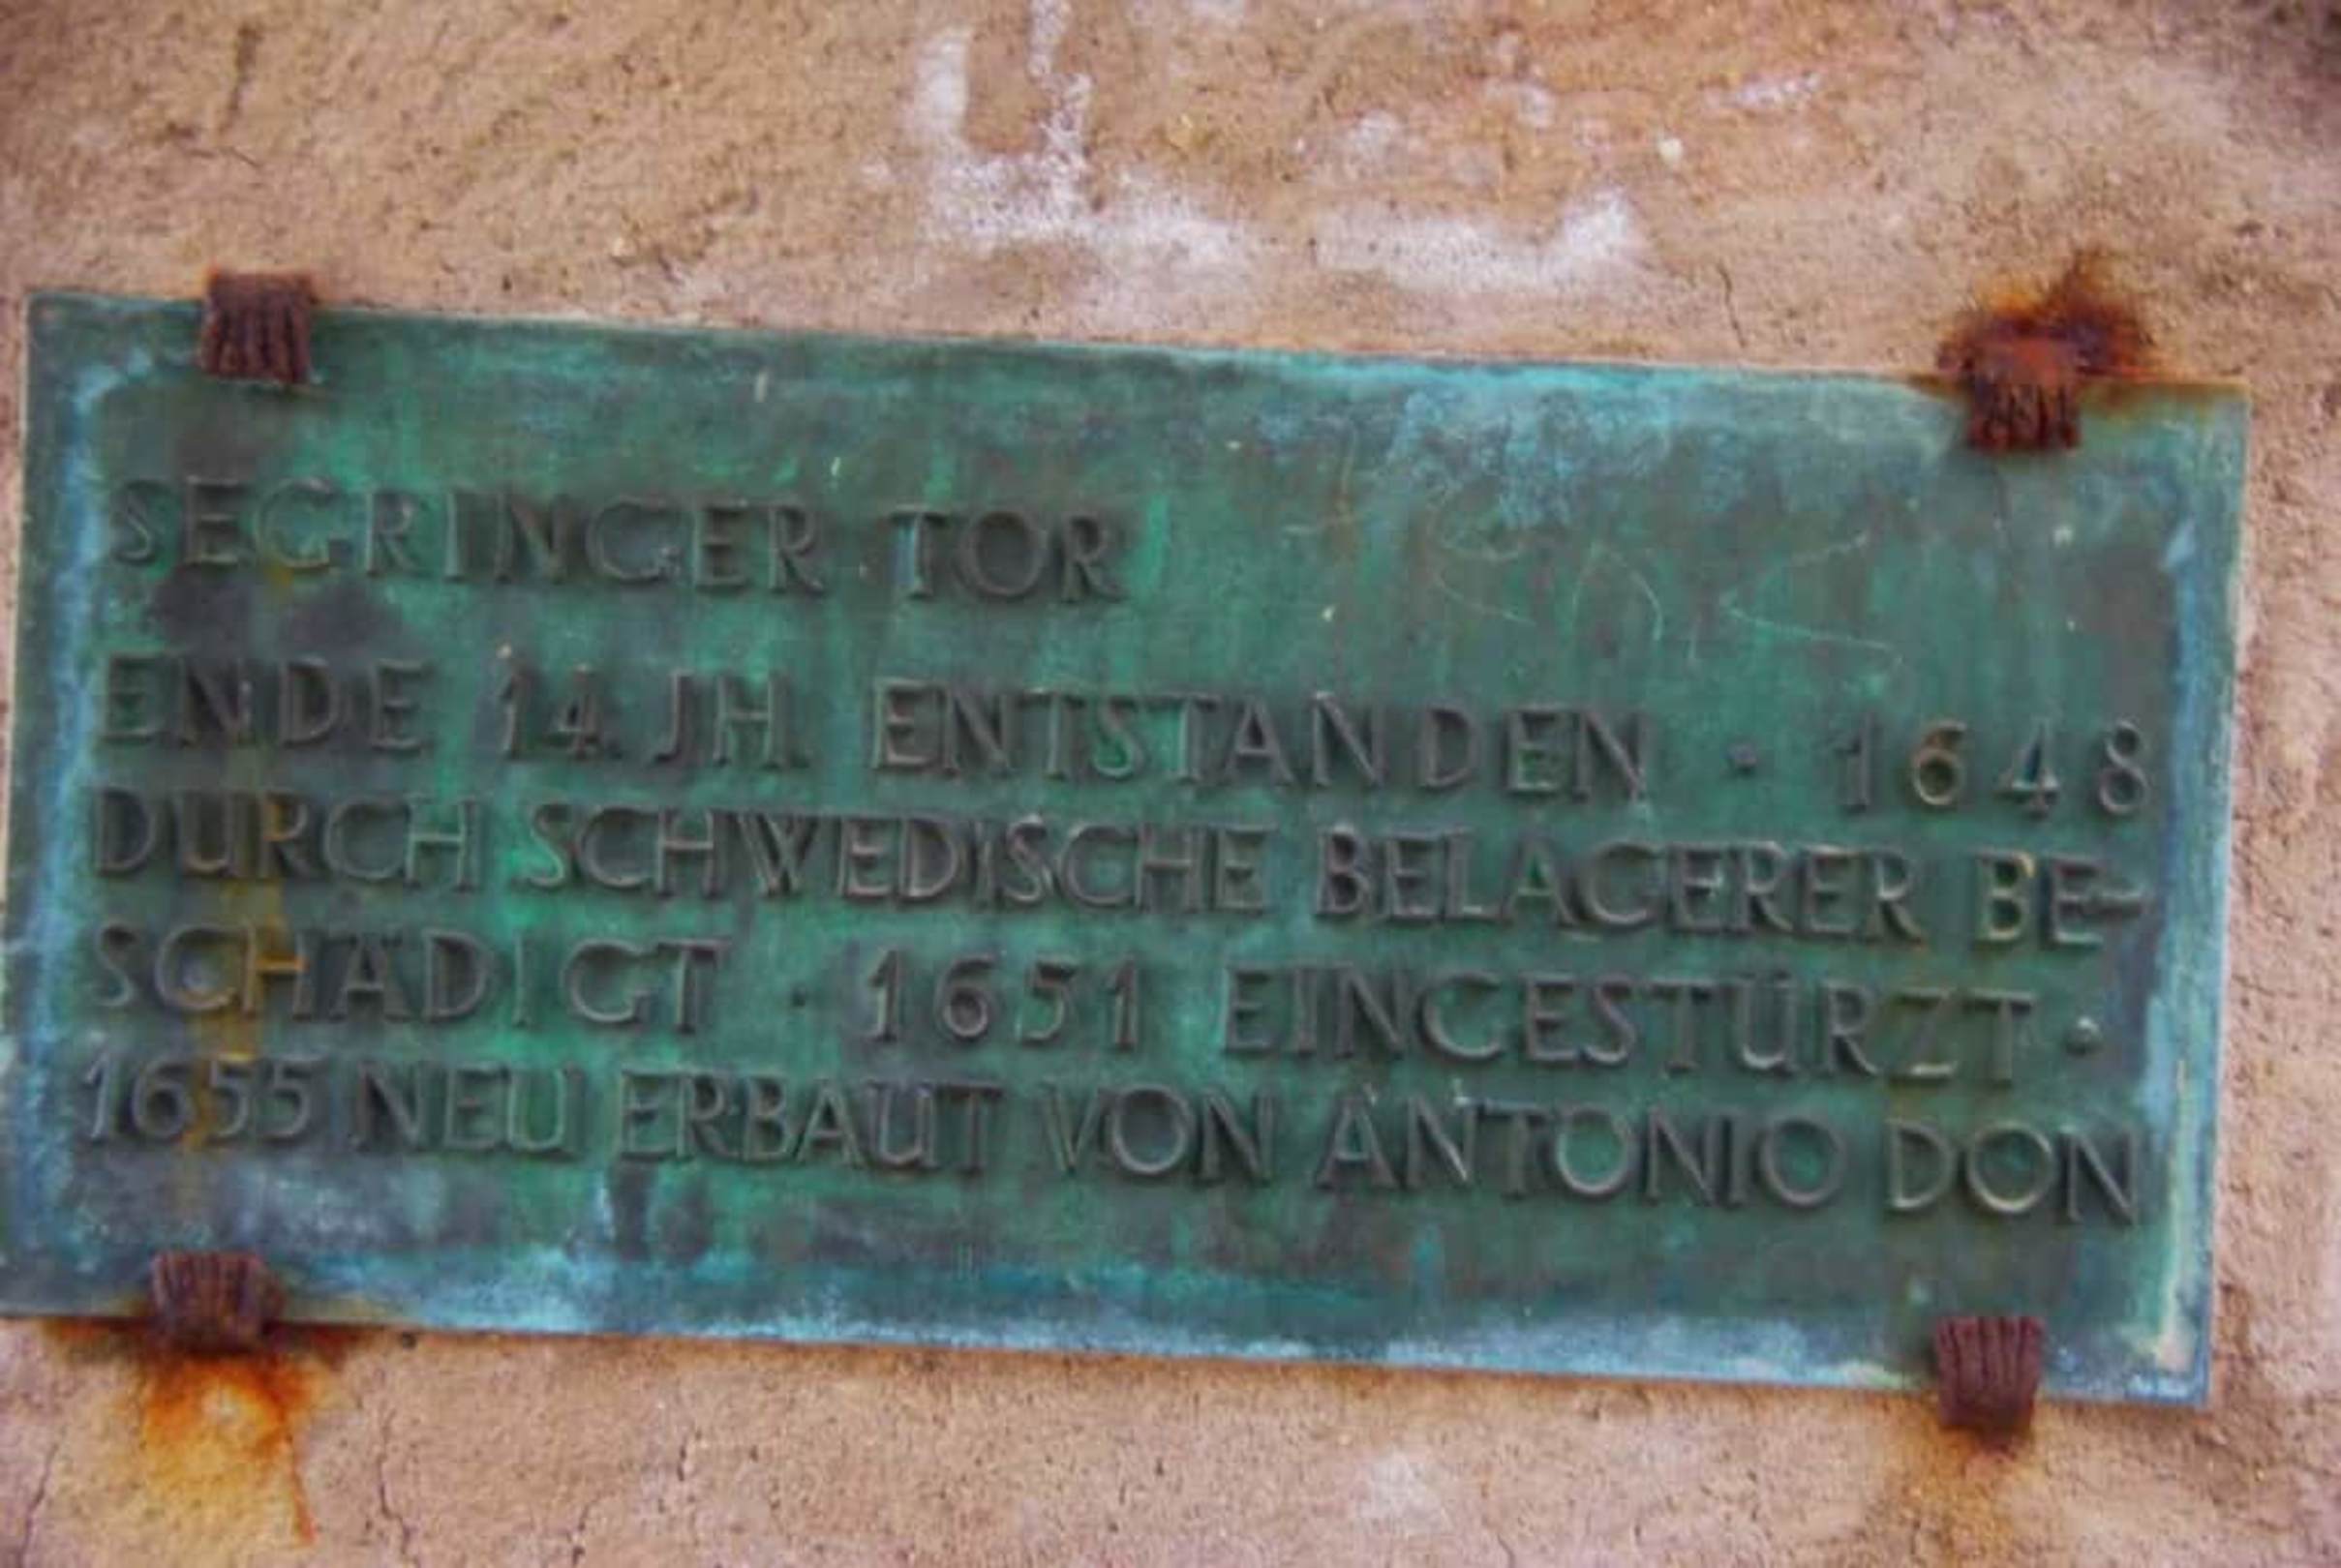 SEGRINGER TOR
ENDE 14. JH. ENTSTANDEN · 1648
DURCH SCHWEDISCHE BELAGERER BE-
SCHÄDIGT · 1651 EINGESTÜRZT ·
1655 NEU ERBAUT VON ANTONIO DON